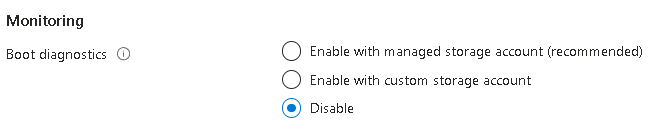 Monitoring
Boot diagnostics
Enable with managed storage account (recommended)
Enable with custom storage account
Disable